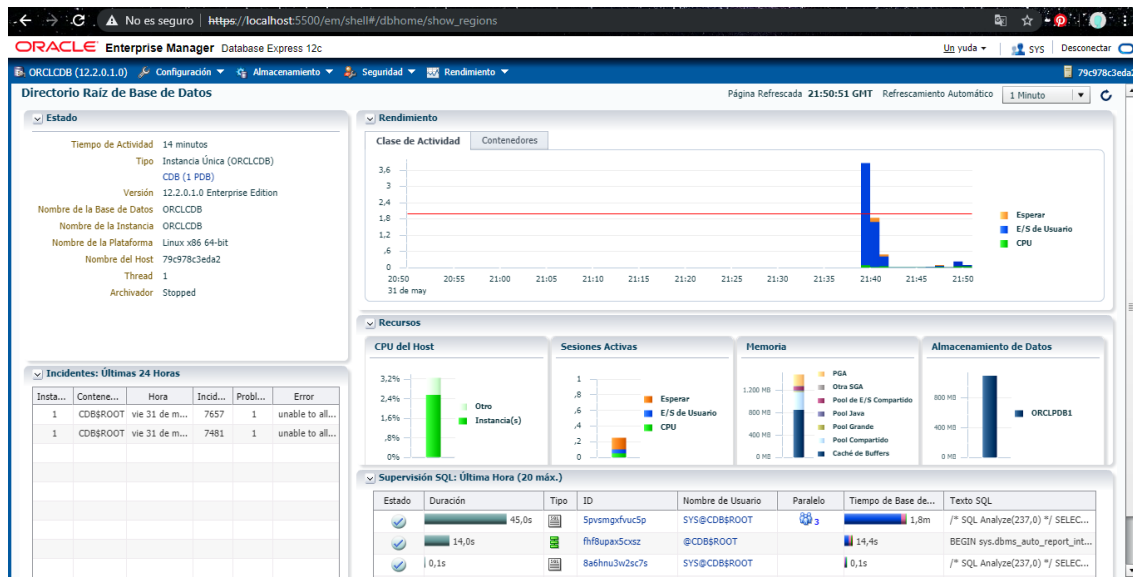 No es seguro | https://localhost:5500/em/shell#/dbhome/show_regions
ORACLE Enterprise Manager Database Express 12c
Un yuda
SYS
Desconectar
ORCLCDB (12.2.0.1.0) Configuración Almacenamiento Seguridad Rendimiento
79c978c3eda2
Directorio Raíz de Base de Datos
Página Refrescada 21:50:51 GMT Refrescamiento Automático 1 Minuto
Estado
Tiempo de Actividad 14 minutos
Tipo Instancia Única (ORCLCDB)
CDB (1 PDB)
Versión 12.2.0.1.0 Enterprise Edition
Nombre de la Base de Datos ORCLCDB
Nombre de la Instancia ORCLCDB
Nombre de la Plataforma Linux x86 64-bit
Nombre del Host 79c978c3eda2
Thread 1
Archivador Stopped
Rendimiento
Clase de Actividad Contenedores
3,6
3
2,4
1,8
1,2
,6
0
20:50 20:55 21:00 21:05 21:10 21:15 21:20 21:25 21:30 21:35 21:40 21:45 21:50
31 de may
Esperar
E/S de Usuario
CPU
Recursos
CPU del Host
3,2%
2,4%
1,6%
,8%
0%
Otro
Instancia(s)
Sesiones Activas
1
,8
,6
,4
,2
0
Esperar
E/S de Usuario
CPU
Memoria
1.200 MB
800 MB
400 MB
0 MB
PGA
Otra SGA
Pool de E/S Compartido
Pool Java
Pool Grande
Pool Compartido
Caché de Buffers
Almacenamiento de Datos
800 MB
400 MB
0 MB
ORCLPDB1
Incidentes: Últimas 24 Horas
Insta... Contene... Hora Incid... Probl... Error
1 CDB$ROOT vie 31 de m... 7657 1 unable to all...
1 CDB$ROOT vie 31 de m... 7481 1 unable to all...
Supervisión SQL: Última Hora (20 máx.)
Estado Duración Tipo ID Nombre de Usuario Paralelo Tiempo de Base de... Texto SQL
45,0s 5pvsmgxfvuc5p SYS@CDB$ROOT 3 1,8m /* SQL Analyze(237,0) */ SELEC...
14,0s fhf8upax5cxsz @CDB$ROOT 14,4s BEGIN sys.dbms_auto_report_int...
0,1s 8a6hnu3w2sc7s SYS@CDB$ROOT 0,1s /* SQL Analyze(237,0) */ SELEC...